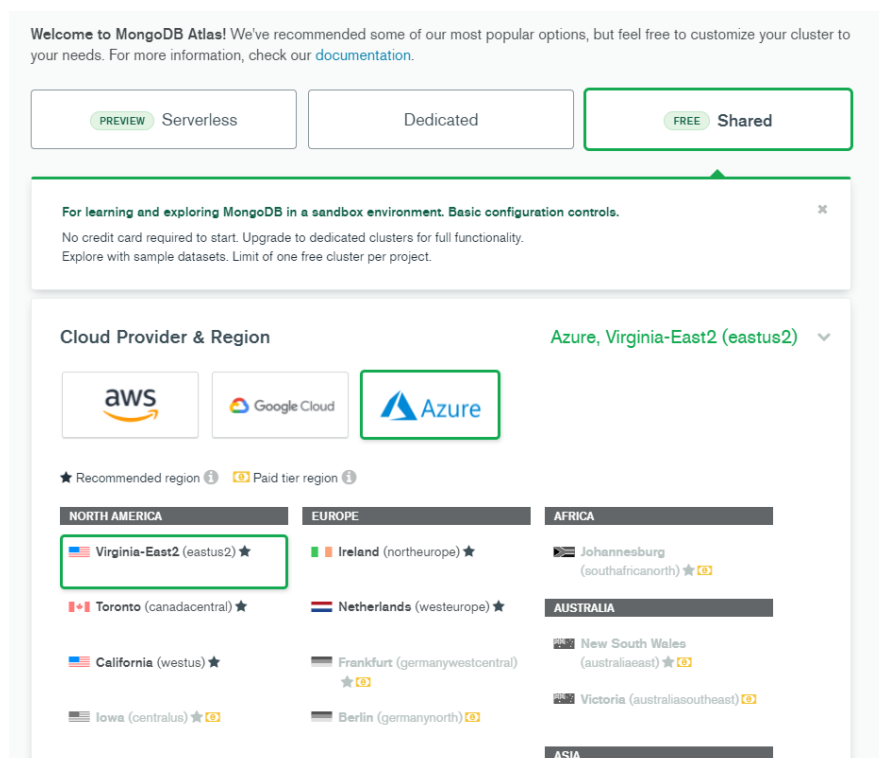 Welcome to MongoDB Atlas! We've recommended some of our most popular options, but feel free to customize your cluster to
your needs. For more information, check our documentation.
PREVIEW Serverless
Dedicated
FREE Shared
For learning and exploring MongoDB in a sandbox environment. Basic configuration controls.
No credit card required to start. Upgrade to dedicated clusters for full functionality.
Explore with sample datasets. Limit of one free cluster per project.
Cloud Provider & Region
Azure, Virginia-East2 (eastus2)
aws
Google Cloud
Azure
Recommended region
Paid tier region
NORTH AMERICA
Virginia-East2 (eastus2)
Toronto (canadacentral)
California (westus)
Iowa (centralus)
EUROPE
Ireland (northeurope)
Netherlands (westeurope)
Frankfurt (germanywestcentral)
Berlin (germanynorth)
AFRICA
Johannesburg
(southafricanorth)
AUSTRALIA
New South Wales
(australiaeast)
Victoria (australiasoutheast)
ASIA